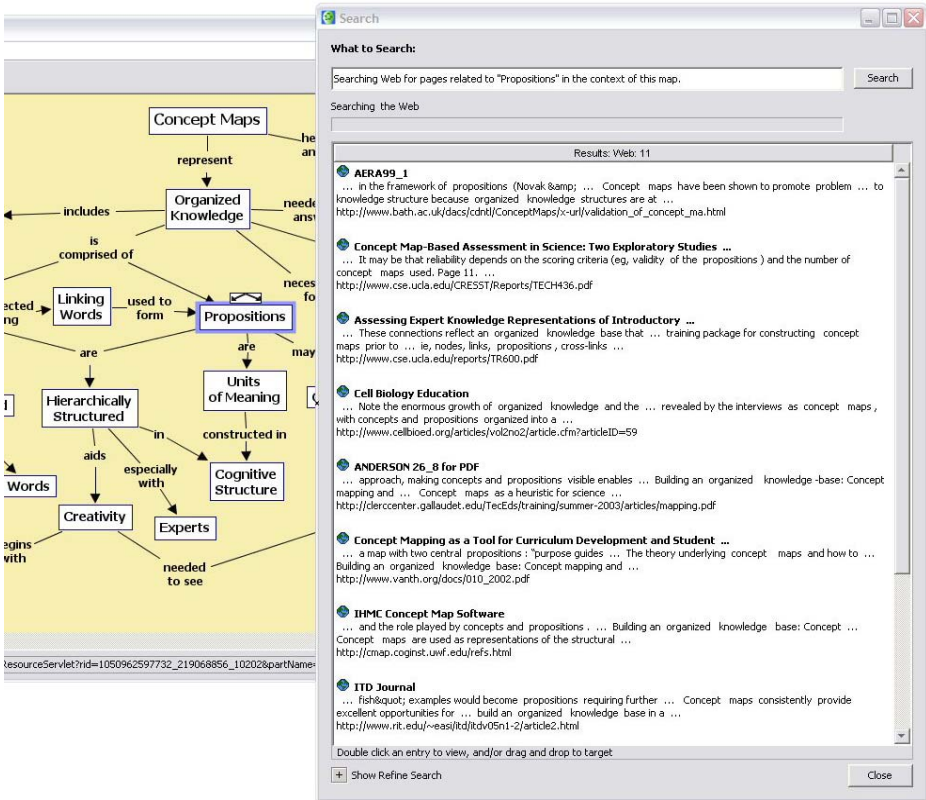 Concept Maps
he
an
represent
Organized
Knowledge
includes
neede
answ
is
comprised of
neces
fo
ected
ng
Linking
Words
used to
form
Propositions
are
are
may
Units
of Meaning
Hierarchically
Structured
in
constructed in
aids
especially
with
Cognitive
Structure
Words
Creativity
Experts
egins
with
needed
to see
ResourceServlet?rid=1050962597732_219068856_10202&partName=
Search
What to Search:
Searching Web for pages related to "Propositions" in the context of this map.
Search
Searching the Web
Results: Web: 11
AERA99_1
... in the framework of propositions (Novak &amp; ... Concept maps have been shown to promote problem ... to
knowledge structure because organized knowledge structures are at ...
http://www.bath.ac.uk/dacs/cdntl/ConceptMaps/x-url/validation_of_concept_ma.html
Concept Map-Based Assessment in Science: Two Exploratory Studies ...
... It may be that reliability depends on the scoring criteria (eg, validity of the propositions ) and the number of
concept maps used. Page 11. ...
http://www.cse.ucla.edu/CRESST/Reports/TECH436.pdf
Assessing Expert Knowledge Representations of Introductory ...
... These connections reflect an organized knowledge base that ... training package for constructing concept
maps prior to ... ie, nodes, links, propositions , cross-links ...
http://www.cse.ucla.edu/reports/TR600.pdf
Cell Biology Education
... Note the enormous growth of organized knowledge and the ... revealed by the interviews as concept maps ,
with concepts and propositions organized into a ...
http://www.cellbioed.org/articles/vol2no2/article.cfm?articleID=59
ANDERSON 26_8 for PDF
... approach, making concepts and propositions visible enables ... Building an organized knowledge -base: Concept
mapping and ... Concept maps as a heuristic for science ...
http://clerccenter.gallaudet.edu/TecEds/training/summer-2003/articles/mapping.pdf
Concept Mapping as a Tool for Curriculum Development and Student ...
... a map with two central propositions : "purpose guides ... The theory underlying concept maps and how to ...
Building an organized knowledge base: Concept mapping and ...
http://www.vanth.org/docs/010_2002.pdf
IHMC Concept Map Software
... and the role played by concepts and propositions . ... Building an organized knowledge base: Concept ...
Concept maps are used as representations of the structural ...
http://cmap.coginst.uwf.edu/refs.html
ITD Journal
... fish&quot; examples would become propositions requiring further ... Concept maps consistently provide
excellent opportunities for ... build an organized knowledge base in a ...
http://www.rit.edu/~easi/itd/itdv05n1-2/article2.html
Double click an entry to view, and/or drag and drop to target
+ Show Refine Search
Close